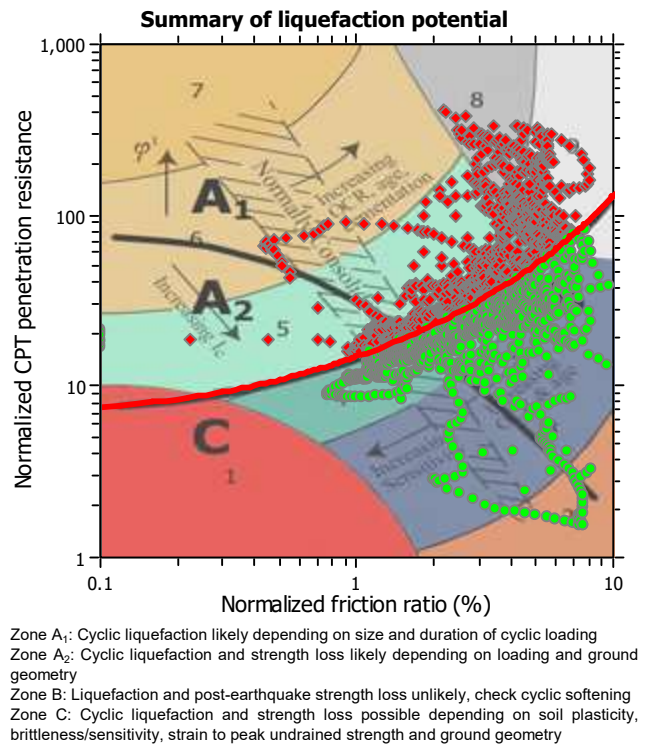 Summary of liquefaction potential
1,000
100
10
1
Normalized CPT penetration resistance
7
8
φ'
A1
Increasing
OCR, age,
cementation
Normally Consolidated
6
A2
Increasing Ic
5
C
1
Increasing
Sensitivity
0.1
1
10
Normalized friction ratio (%)
Zone A1: Cyclic liquefaction likely depending on size and duration of cyclic loading
Zone A2: Cyclic liquefaction and strength loss likely depending on loading and ground
geometry
Zone B: Liquefaction and post-earthquake strength loss unlikely, check cyclic softening
Zone C: Cyclic liquefaction and strength loss possible depending on soil plasticity,
brittleness/sensitivity, strain to peak undrained strength and ground geometry